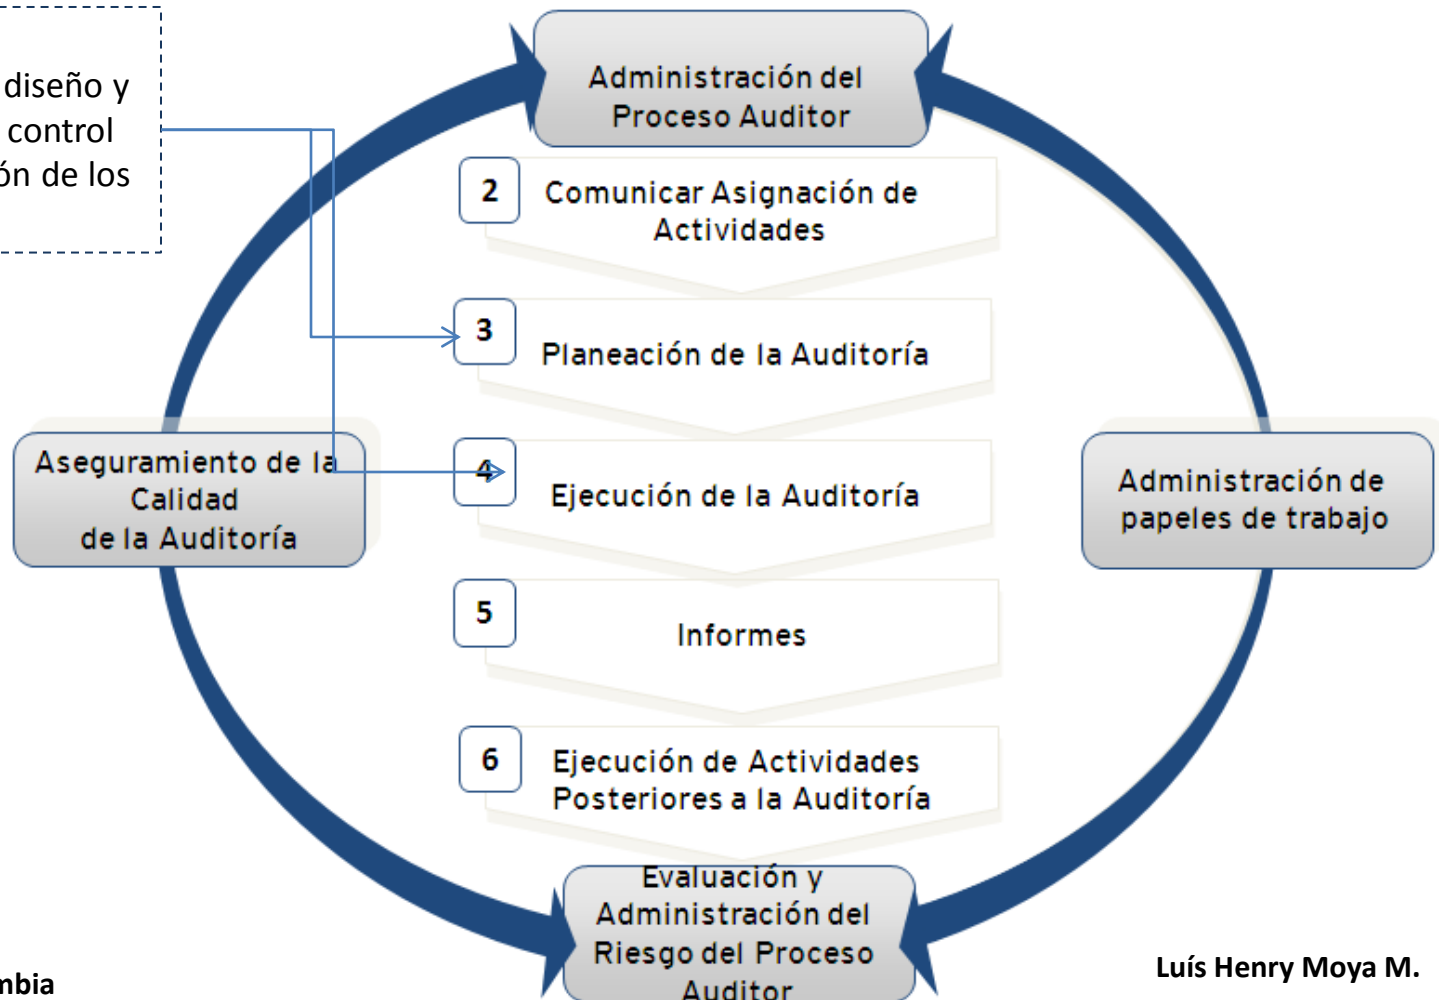 diseño y
control
ón de los
Administración del
Proceso Auditor
2
Comunicar Asignación de
Actividades
3
Planeación de la Auditoría
4
Ejecución de la Auditoría
5
Informes
6
Ejecución de Actividades
Posteriores a la Auditoría
Aseguramiento de la
Calidad
de la Auditoría
Administración de
papeles de trabajo
Evaluación y
Administración del
Riesgo del Proceso
Auditor
mbia
Luís Henry Moya M.